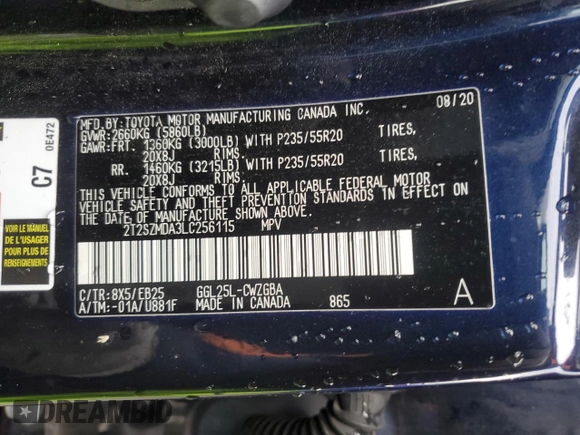 MFD.BY:TOYOTA MOTOR MANUFACTURING CANADA INC. 08/20
GVWR:2660KG (5860LB)
GAWR:FRT. 1360KG (3000LB) WITH P235/55R20 TIRES,
20X8J RIMS
RR. 1460KG (3215LB) WITH P235/55R20 TIRES,
20X8J RIMS
THIS VEHICLE CONFORMS TO ALL APPLICABLE FEDERAL MOTOR
VEHICLE SAFETY AND THEFT PREVENTION STANDARDS IN EFFECT ON
THE DATE OF MANUFACTURE SHOWN ABOVE.
2T2SZMDA3LC256115 MPV
C/TR:8X5/EB25 GGL25L-CWZGBA A
A/TM:-01A/U881F MADE IN CANADA 865
C7
0E472
VOIR LE MANUEL
DE L'USAGER
POUR PLUS DE
RENSEIGNEMENTS.
DREAMBID